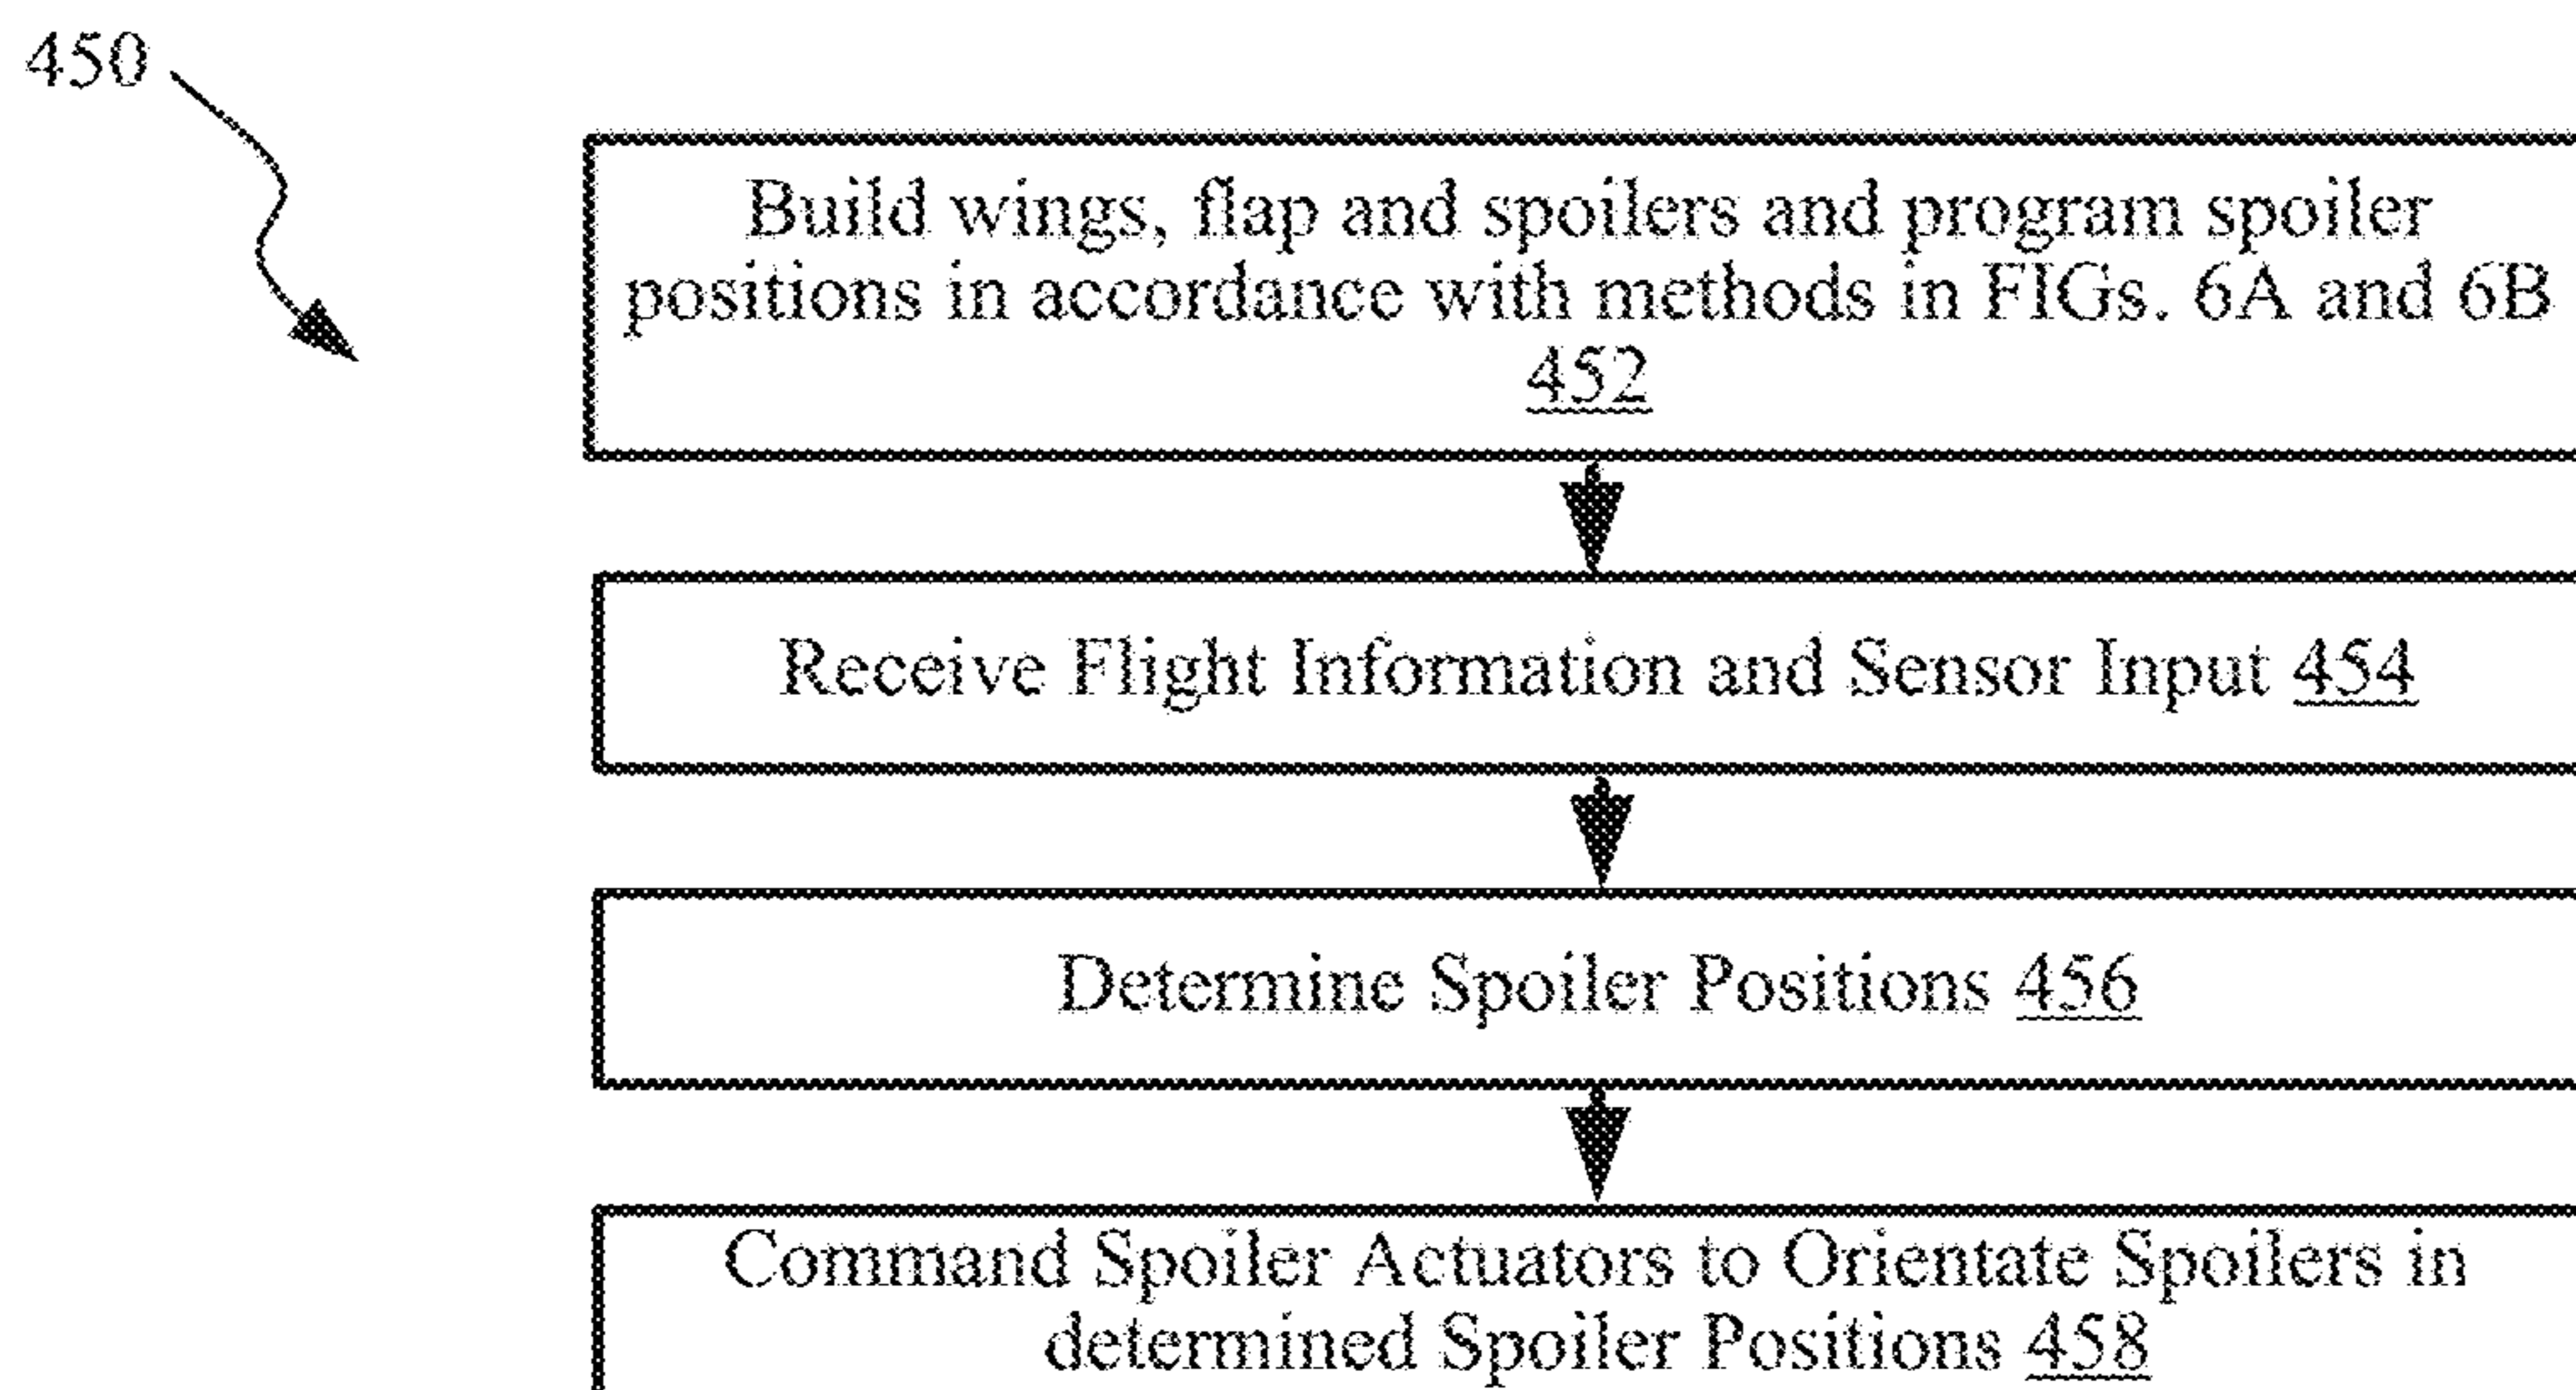 450
Build wings, flap and spoilers and program spoiler
positions in accordance with methods in FIGs. 6A and 6B
452
Receive Flight Information and Sensor Input 454
Determine Spoiler Positions 456
Command Spoiler Actuators to Orientate Spoilers in
determined Spoiler Positions 458